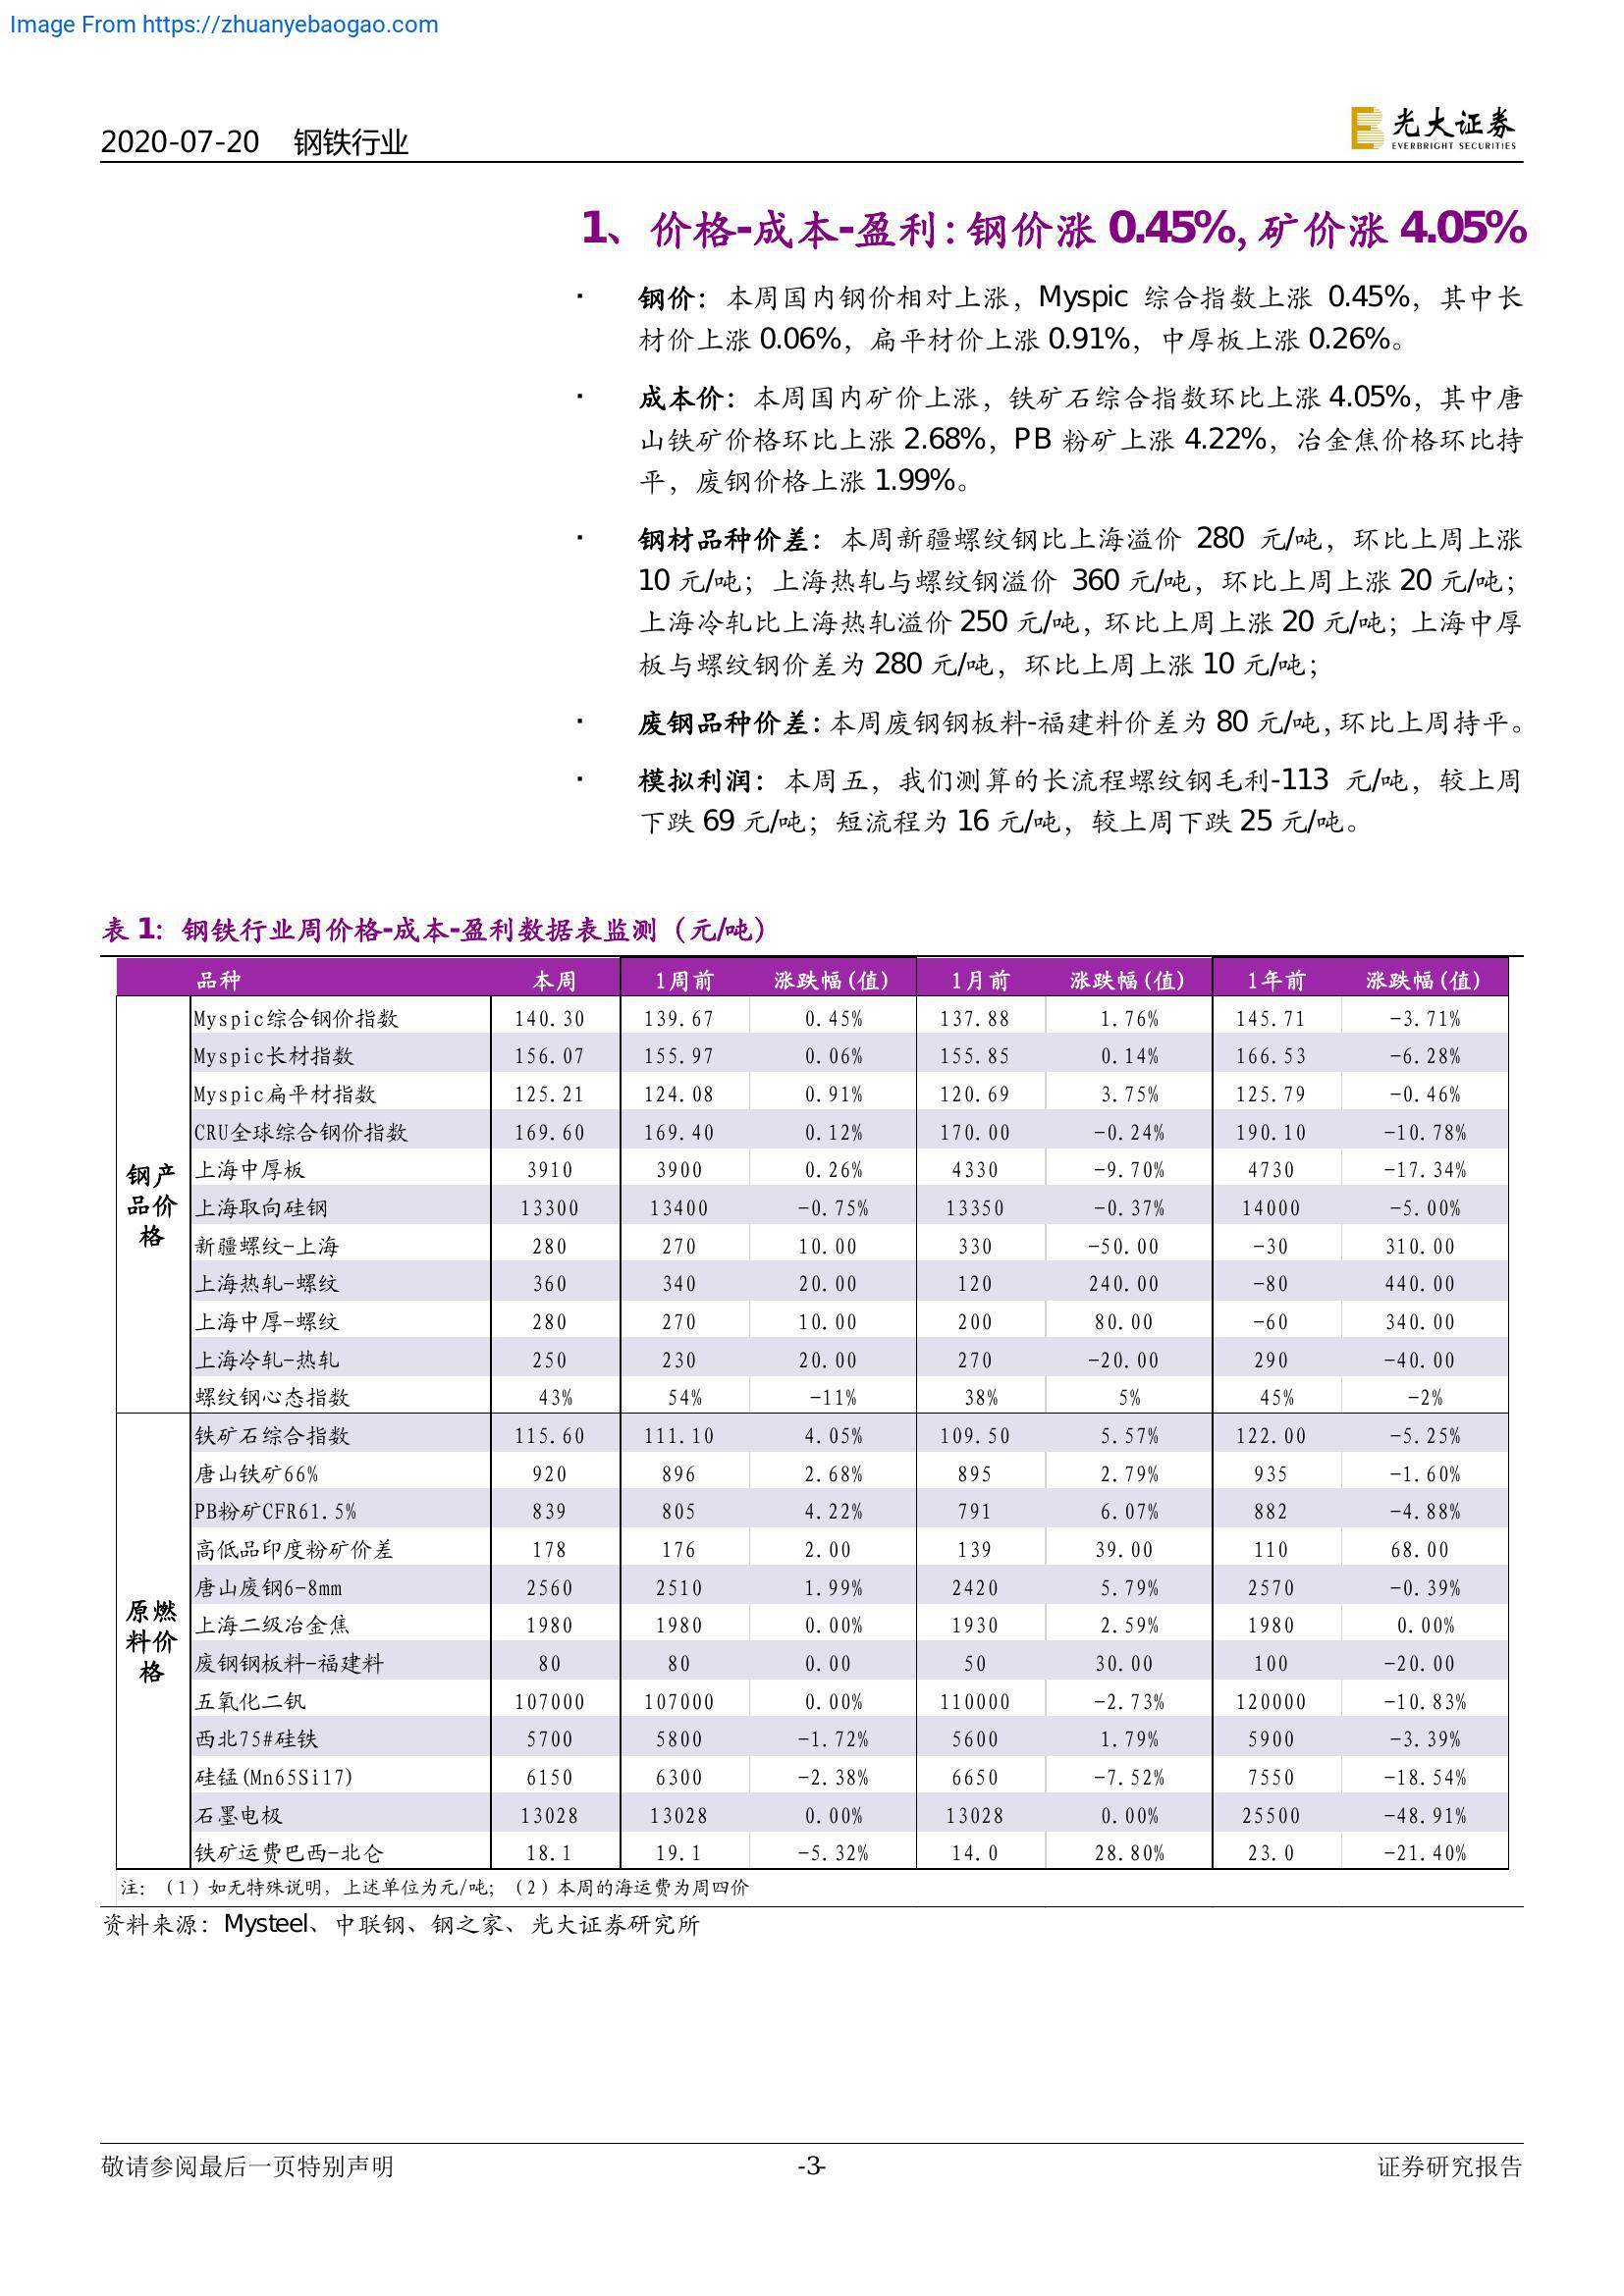 Image From https://zhuanyebaogao.com
2020-07-20 钢铁行业
光大证券
EVERBRIGHT SECURITIES
1、价格-成本-盈利：钢价涨 0.45%，矿价涨 4.05%
▪ 钢价：本周国内钢价相对上涨，Myspic 综合指数上涨 0.45%，其中长
材价上涨 0.06%，扁平材价上涨 0.91%，中厚板上涨 0.26%。
▪ 成本价：本周国内矿价上涨，铁矿石综合指数环比上涨 4.05%，其中唐
山铁矿价格环比上涨 2.68%，PB 粉矿上涨 4.22%，冶金焦价格环比持
平，废钢价格上涨 1.99%。
▪ 钢材品种价差：本周新疆螺纹钢比上海溢价 280 元/吨，环比上周上涨
10 元/吨；上海热轧与螺纹钢溢价 360 元/吨，环比上周上涨 20 元/吨；
上海冷轧比上海热轧溢价 250 元/吨，环比上周上涨 20 元/吨；上海中厚
板与螺纹钢价差为 280 元/吨，环比上周上涨 10 元/吨；
▪ 废钢品种价差：本周废钢钢板料-福建料价差为 80 元/吨，环比上周持平。
▪ 模拟利润：本周五，我们测算的长流程螺纹钢毛利-113 元/吨，较上周
下跌 69 元/吨；短流程为 16 元/吨，较上周下跌 25 元/吨。
表 1：钢铁行业周价格-成本-盈利数据表监测（元/吨）
品种 本周 1周前 涨跌幅(值) 1月前 涨跌幅(值) 1年前 涨跌幅(值)
钢产品价格
Myspic综合钢价指数 140.30 139.67 0.45% 137.88 1.76% 145.71 -3.71%
Myspic长材指数 156.07 155.97 0.06% 155.85 0.14% 166.53 -6.28%
Myspic扁平材指数 125.21 124.08 0.91% 120.69 3.75% 125.79 -0.46%
CRU全球综合钢价指数 169.60 169.40 0.12% 170.00 -0.24% 190.10 -10.78%
上海中厚板 3910 3900 0.26% 4330 -9.70% 4730 -17.34%
上海取向硅钢 13300 13400 -0.75% 13350 -0.37% 14000 -5.00%
新疆螺纹-上海 280 270 10.00 330 -50.00 -30 310.00
上海热轧-螺纹 360 340 20.00 120 240.00 -80 440.00
上海中厚-螺纹 280 270 10.00 200 80.00 -60 340.00
上海冷轧-热轧 250 230 20.00 270 -20.00 290 -40.00
螺纹钢心态指数 43% 54% -11% 38% 5% 45% -2%
原燃料价格
铁矿石综合指数 115.60 111.10 4.05% 109.50 5.57% 122.00 -5.25%
唐山铁矿66% 920 896 2.68% 895 2.79% 935 -1.60%
PB粉矿CFR61.5% 839 805 4.22% 791 6.07% 882 -4.88%
高低品印度粉矿价差 178 176 2.00 139 39.00 110 68.00
唐山废钢6-8mm 2560 2510 1.99% 2420 5.79% 2570 -0.39%
上海二级冶金焦 1980 1980 0.00% 1930 2.59% 1980 0.00%
废钢钢板料-福建料 80 80 0.00 50 30.00 100 -20.00
五氧化二钒 107000 107000 0.00% 110000 -2.73% 120000 -10.83%
西北75#硅铁 5700 5800 -1.72% 5600 1.79% 5900 -3.39%
硅锰(Mn65Si17) 6150 6300 -2.38% 6650 -7.52% 7550 -18.54%
石墨电极 13028 13028 0.00% 13028 0.00% 25500 -48.91%
铁矿运费巴西-北仑 18.1 19.1 -5.32% 14.0 28.80% 23.0 -21.40%
注：（1）如无特殊说明，上述单位为元/吨；（2）本周的海运费为周四价
资料来源：Mysteel、中联钢、钢之家、光大证券研究所
敬请参阅最后一页特别声明 -3- 证券研究报告